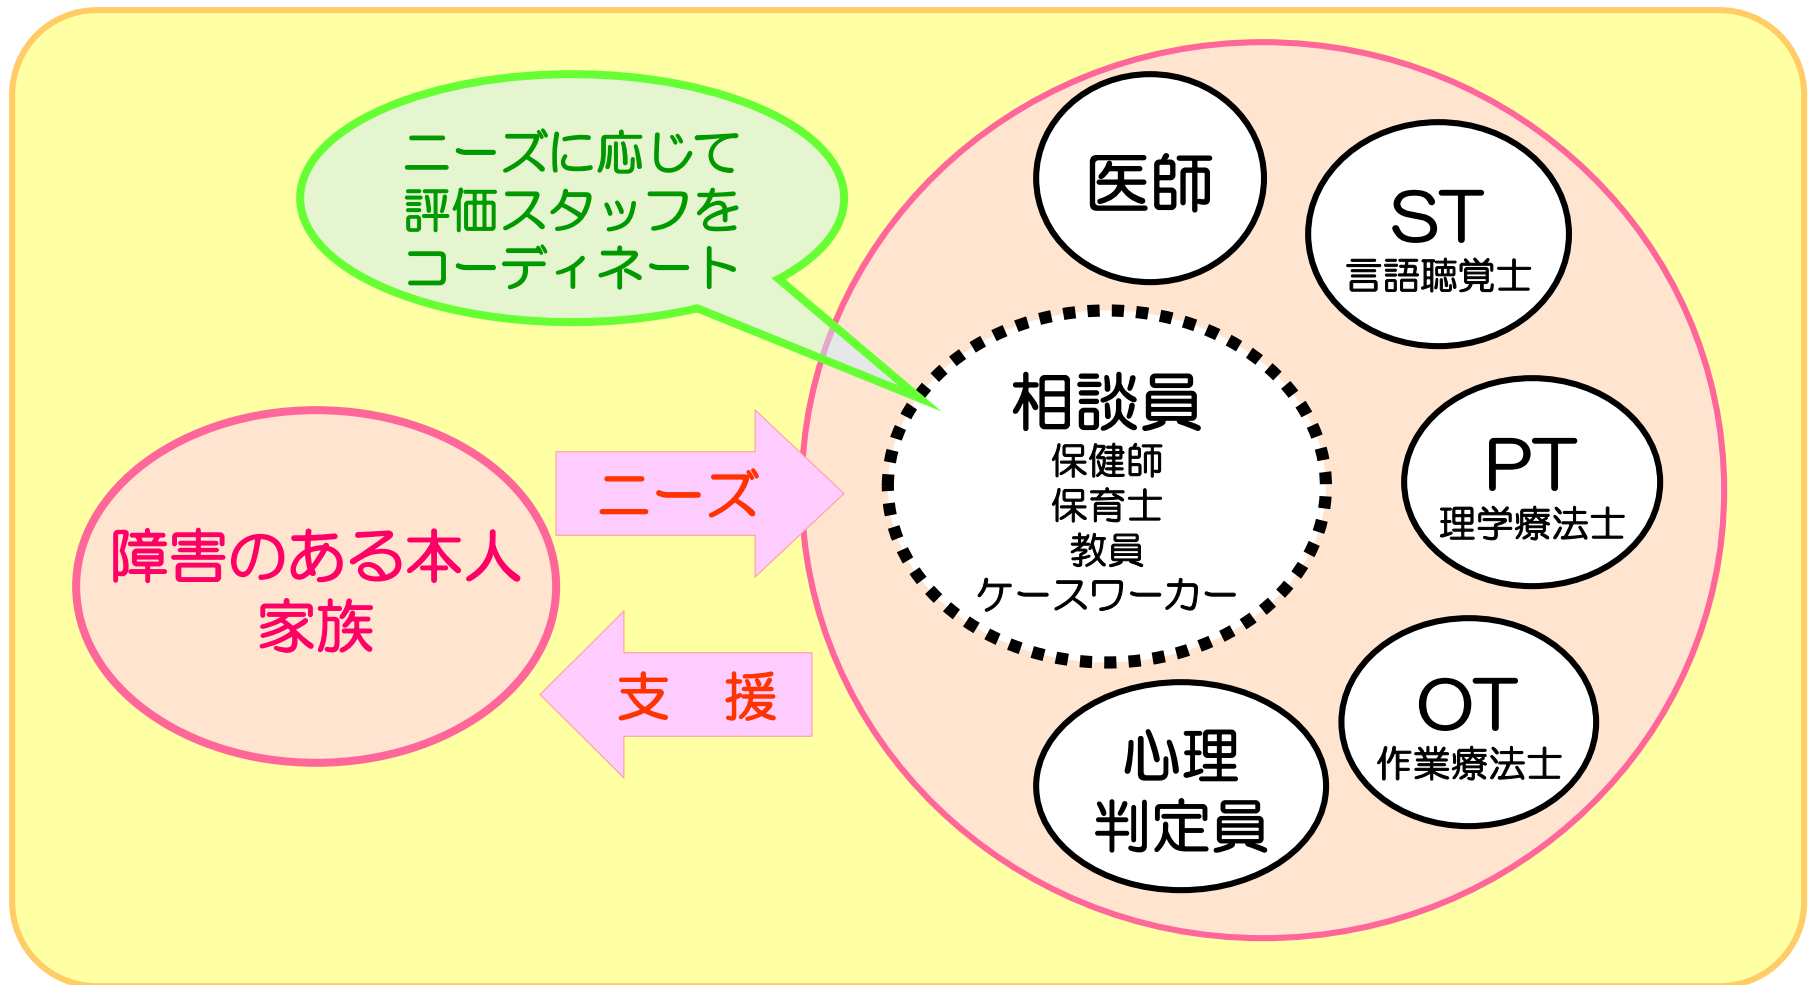 ニーズに応じて
評価スタッフを
コーディネート
障害のある本人
家族
ニーズ
支　援
医師
ST
言語聴覚士
相談員
保健師
保育士
教員
ケースワーカー
PT
理学療法士
OT
作業療法士
心理
判定員